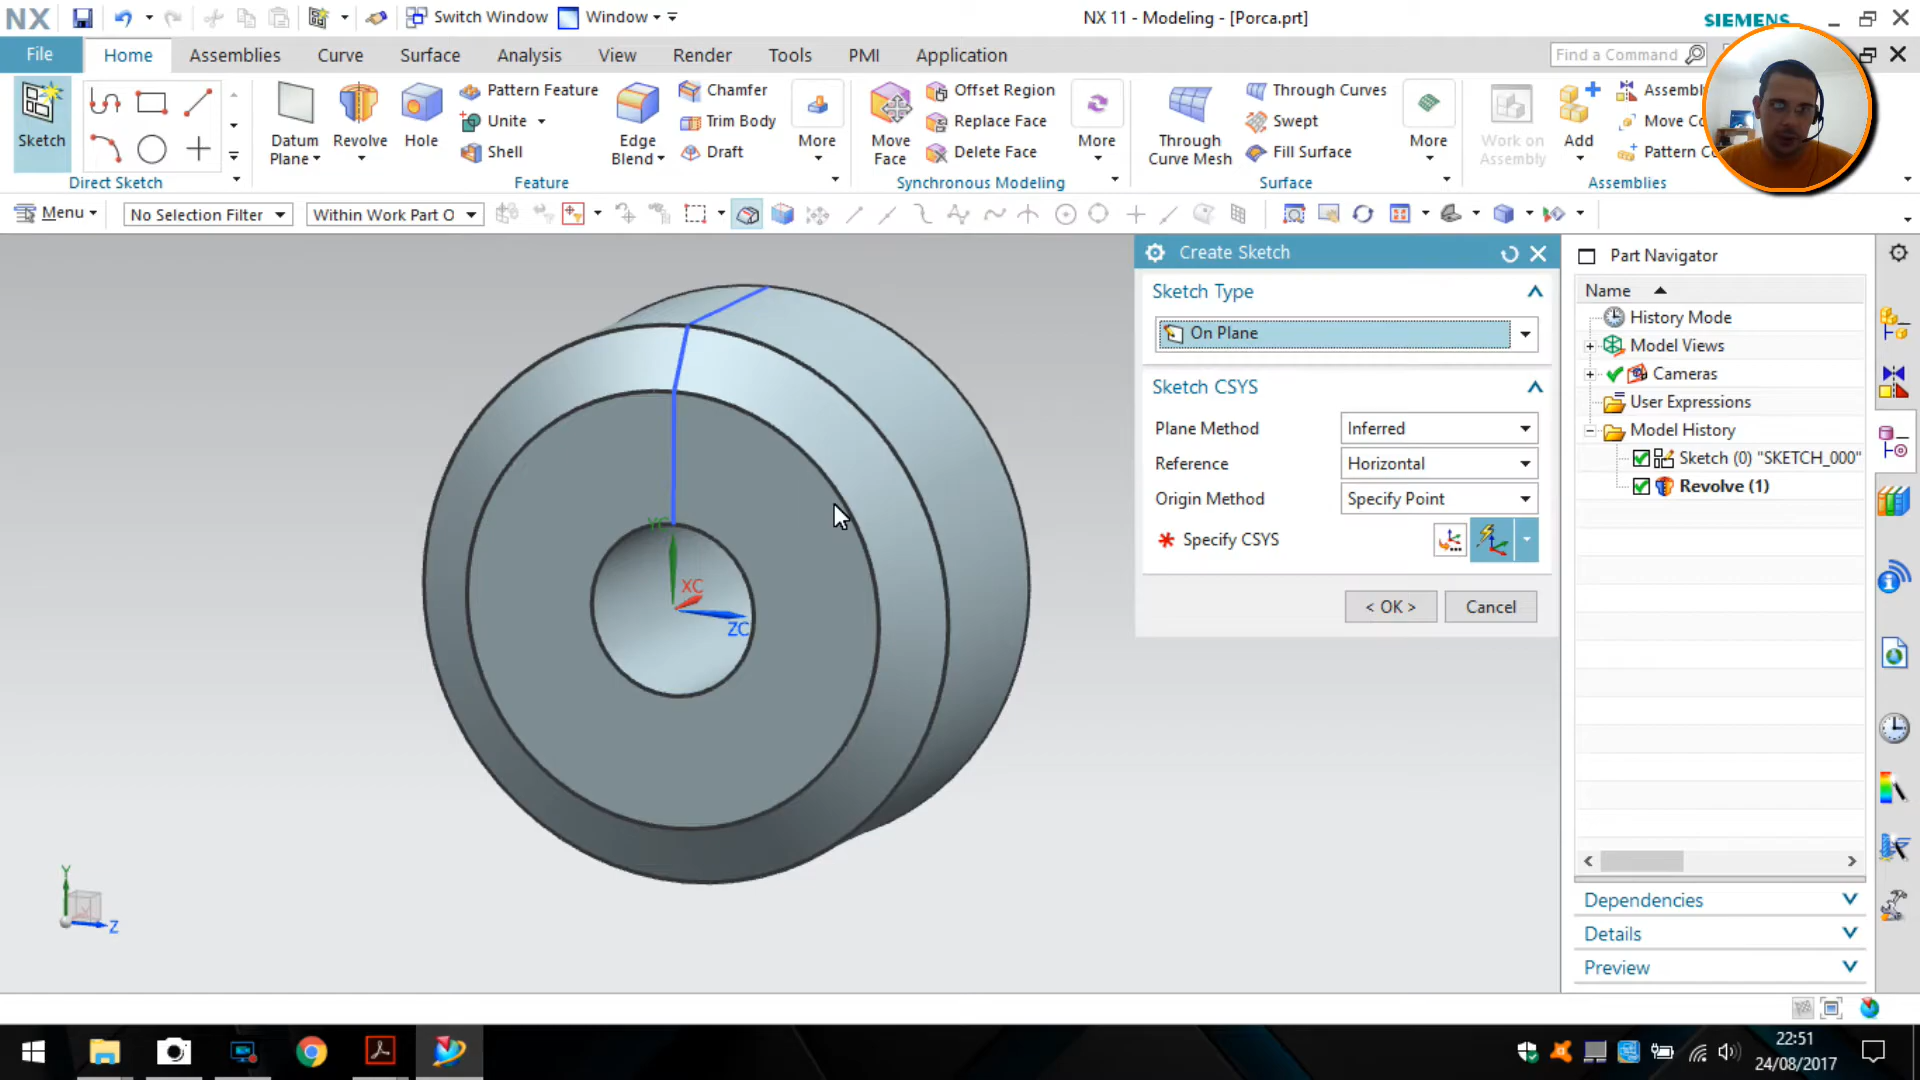 NX
Switch Window
Window
NX 11 - Modeling - [Porca.prt]
SIEMENS
File
Home
Assemblies
Curve
Surface
Analysis
View
Render
Tools
PMI
Application
Find a Command
Sketch
Direct Sketch
Datum Plane
Revolve
Hole
Pattern Feature
Unite
Shell
Edge Blend
Chamfer
Trim Body
Draft
More
Feature
Move Face
Offset Region
Replace Face
Delete Face
More
Synchronous Modeling
Through Curve Mesh
Through Curves
Swept
Fill Surface
More
Surface
Work on Assembly
Add
Move
Pattern
Assemblies
Menu
No Selection Filter
Within Work Part O
Create Sketch
Sketch Type
On Plane
Sketch CSYS
Plane Method
Inferred
Reference
Horizontal
Origin Method
Specify Point
Specify CSYS
< OK >
Cancel
Part Navigator
Name
History Mode
Model Views
Cameras
User Expressions
Model History
Sketch (0) "SKETCH_000"
Revolve (1)
Dependencies
Details
Preview
YC
XC
ZC
Y
Z
22:51
24/08/2017